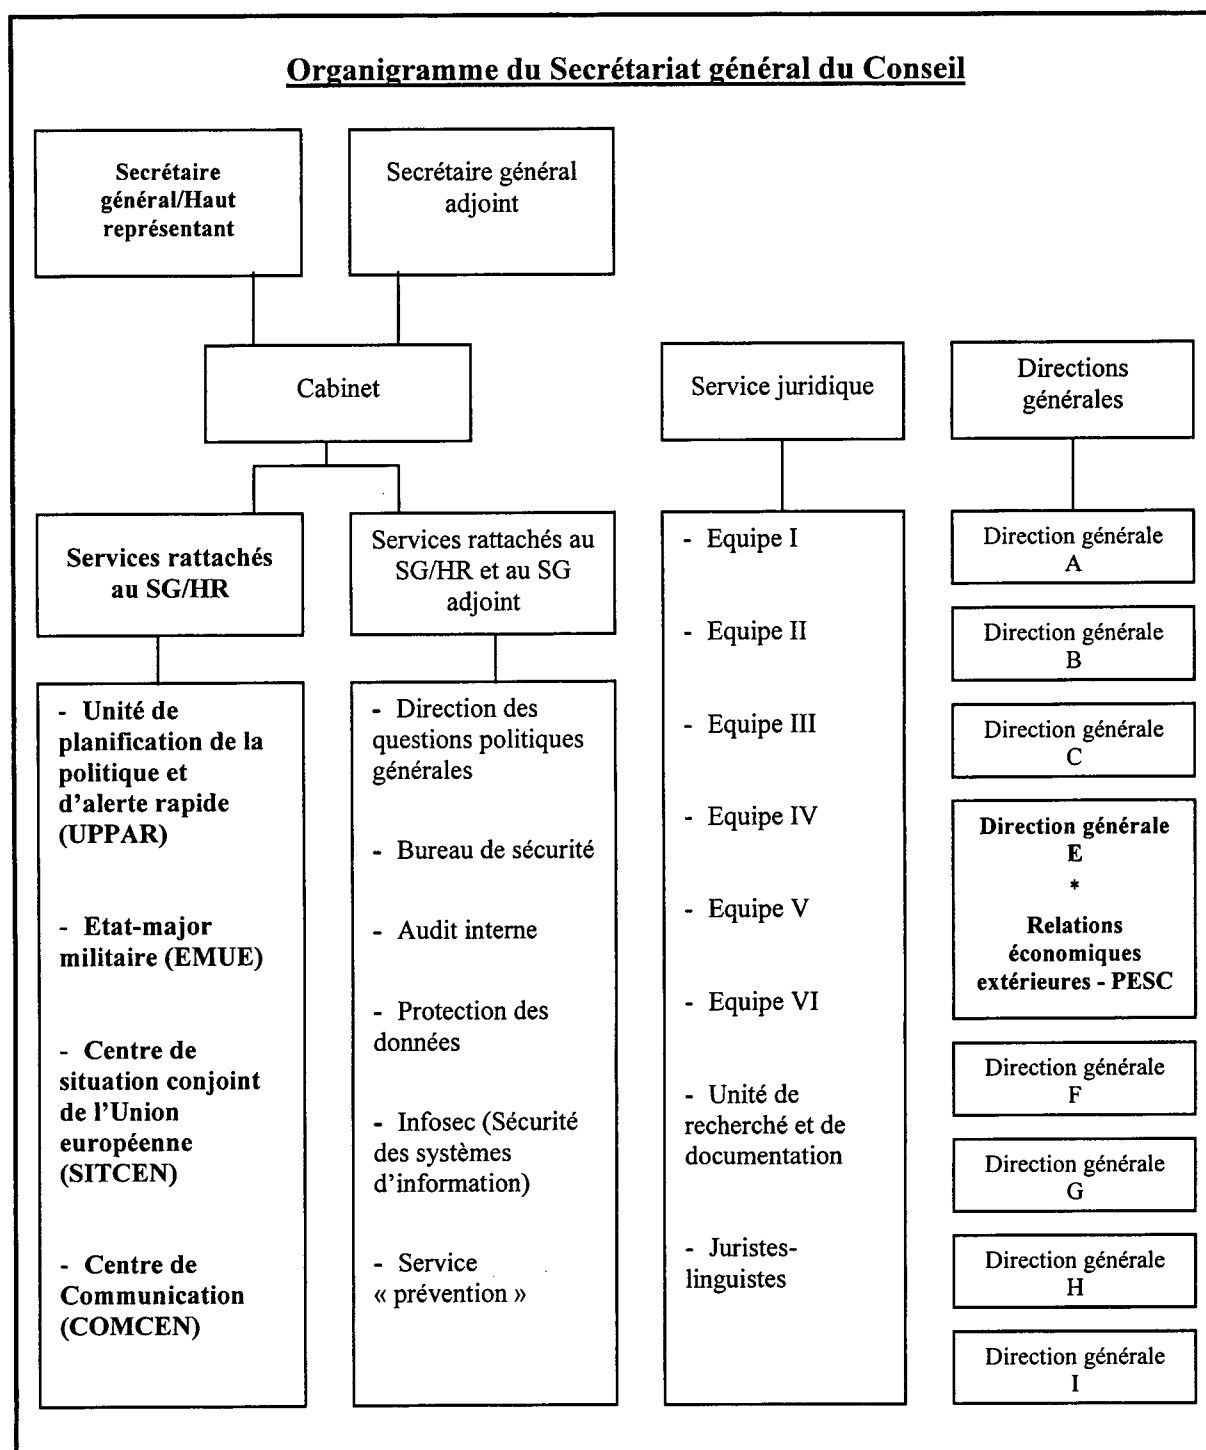 Organigramme du Secrétariat général du Conseil
Secrétaire
général/Haut
représentant
Secrétaire général
adjoint
Cabinet
Service juridique
Directions
générales
Services rattachés
au SG/HR
Services rattachés au
SG/HR et au SG
adjoint
- Unité de
planification de la
politique et
d'alerte rapide
(UPPAR)
- Etat-major
militaire (EMUE)
- Centre de
situation conjoint
de l'Union
européenne
(SITCEN)
- Centre de
Communication
(COMCEN)
- Direction des
questions politiques
générales
- Bureau de sécurité
- Audit interne
- Protection des
données
- Infosec (Sécurité
des systèmes
d'information)
- Service
« prévention »
- Equipe I
- Equipe II
- Equipe III
- Equipe IV
- Equipe V
- Equipe VI
- Unité de
recherché et de
documentation
- Juristes-
linguistes
Direction générale
A
Direction générale
B
Direction générale
C
Direction générale
E
*
Relations
économiques
extérieures - PESC
Direction générale
F
Direction générale
G
Direction générale
H
Direction générale
I